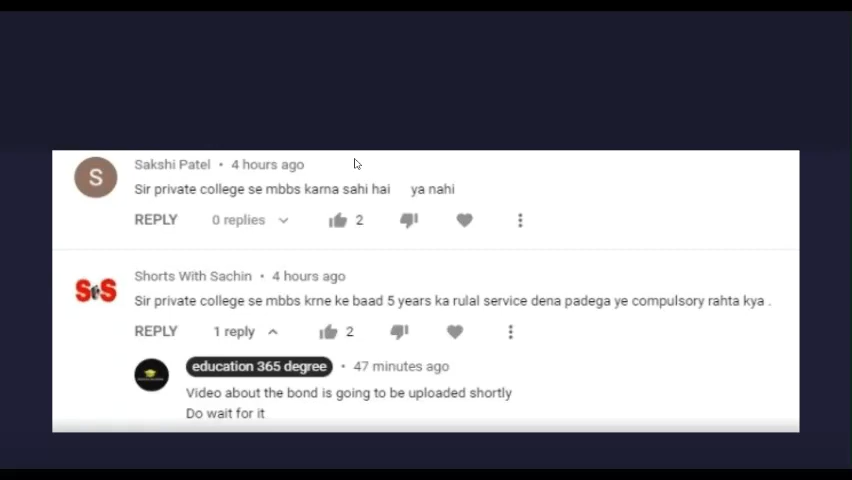 S
Sakshi Patel • 4 hours ago
Sir private college se mbbs karna sahi hai ya nahi
REPLY 0 replies 2
SS Shorts With Sachin • 4 hours ago
Sir private college se mbbs krne ke baad 5 years ka rulal service dena padega ye compulsory rahta kya .
REPLY 1 reply 2
education 365 degree • 47 minutes ago
Video about the bond is going to be uploaded shortly
Do wait for it